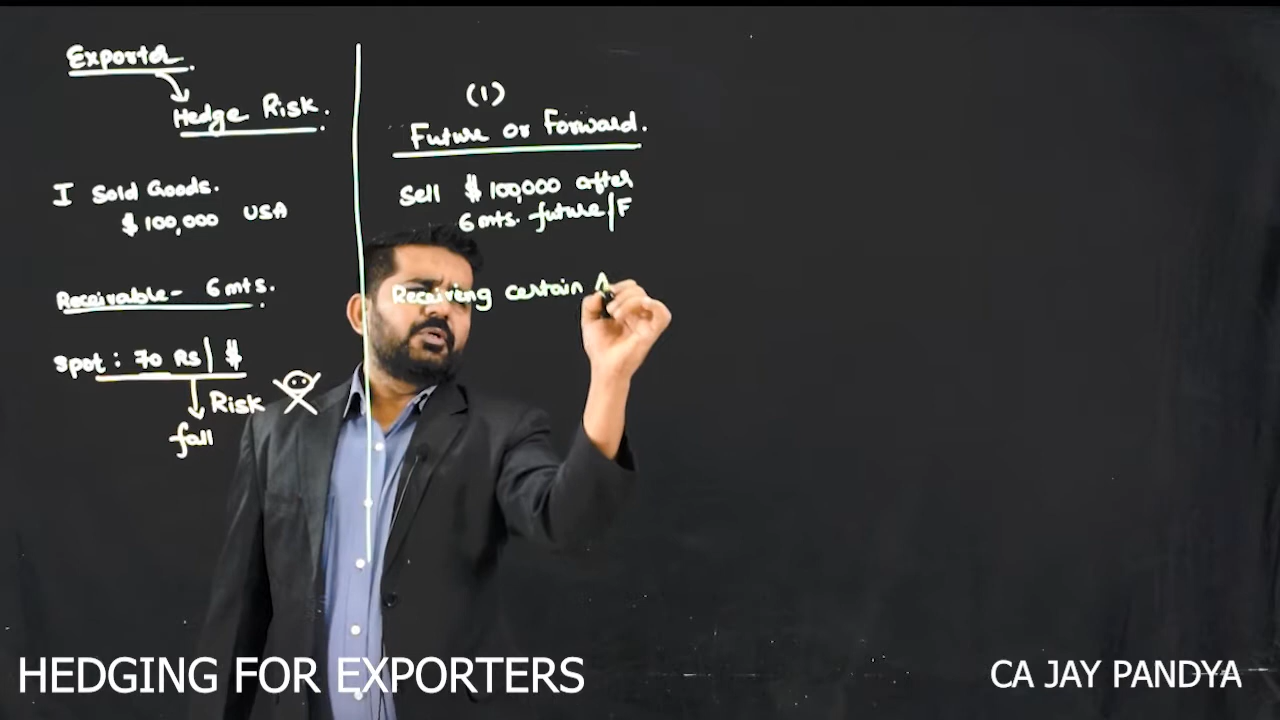 Exporter.
Hedge Risk.
I Sold Goods.
$ 100,000 USA
Receivable - 6 mts.
Spot: 70 Rs/$
Risk
fall
(1)
Future or Forward.
Sell $ 100,000 after
6 mts. future/F
Receiving certain A
HEDGING FOR EXPORTERS
CA JAY PANDYA